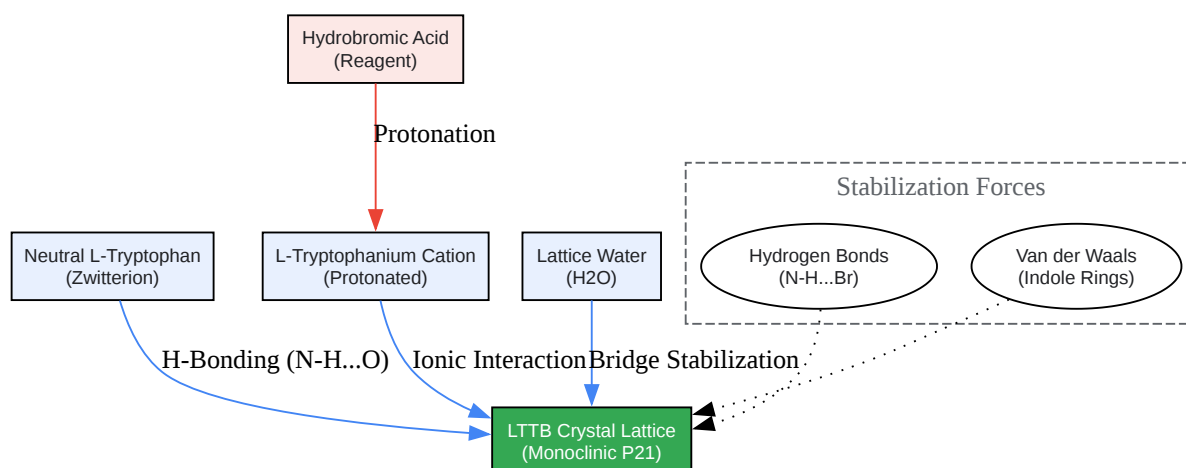 Hydrobromic Acid
(Reagent)
Protonation
Stabilization Forces
Neutral L-Tryptophan
(Zwitterion)
L-Tryptophanium Cation
(Protonated)
Lattice Water
(H2O)
Hydrogen Bonds
(N-H...Br)
Van der Waals
(Indole Rings)
H-Bonding (N-H...O)
Ionic Interaction
Bridge Stabilization
LTTB Crystal Lattice
(Monoclinic P21)